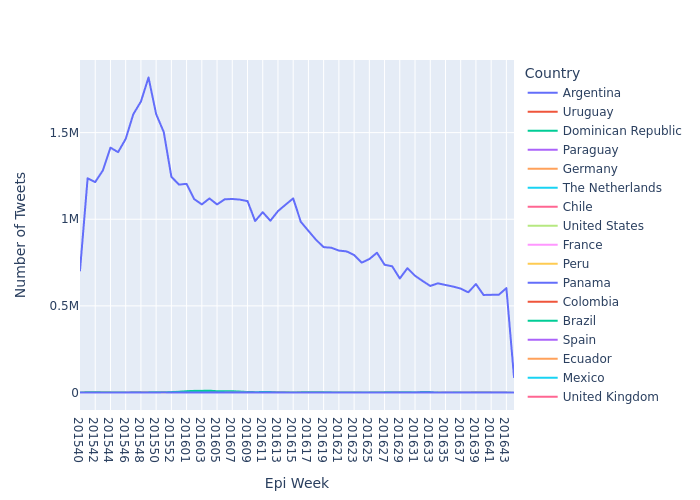 Country
Argentina
Uruguay
Dominican Republic
Paraguay
Germany
The Netherlands
Chile
United States
France
Peru
Panama
Colombia
Brazil
Spain
Ecuador
Mexico
United Kingdom
Number of Tweets
1.5M
1M
0.5M
0
201540
201542
201544
201546
201548
201550
201552
201601
201603
201605
201607
201609
201611
201613
201615
201617
201619
201621
201623
201625
201627
201629
201631
201633
201635
201637
201639
201641
201643
Epi Week